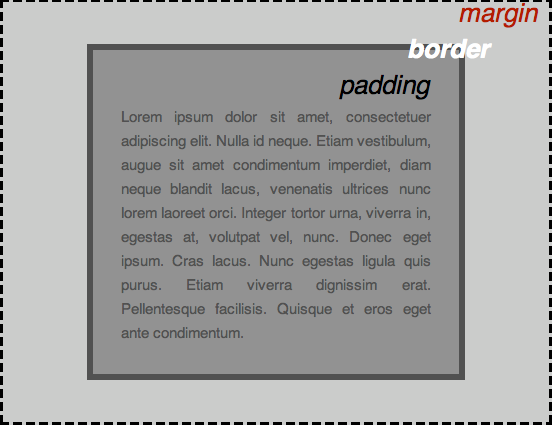 margin
border
padding
Lorem ipsum dolor sit amet, consectetuer
adipiscing elit. Nulla id neque. Etiam vestibulum,
augue sit amet condimentum imperdiet, diam
neque blandit lacus, venenatis ultrices nunc
lorem laoreet orci. Integer tortor urna, viverra in,
egestas at, volutpat vel, nunc. Donec eget
ipsum. Cras lacus. Nunc egestas ligula quis
purus. Etiam viverra dignissim erat.
Pellentesque facilisis. Quisque et eros eget
ante condimentum.